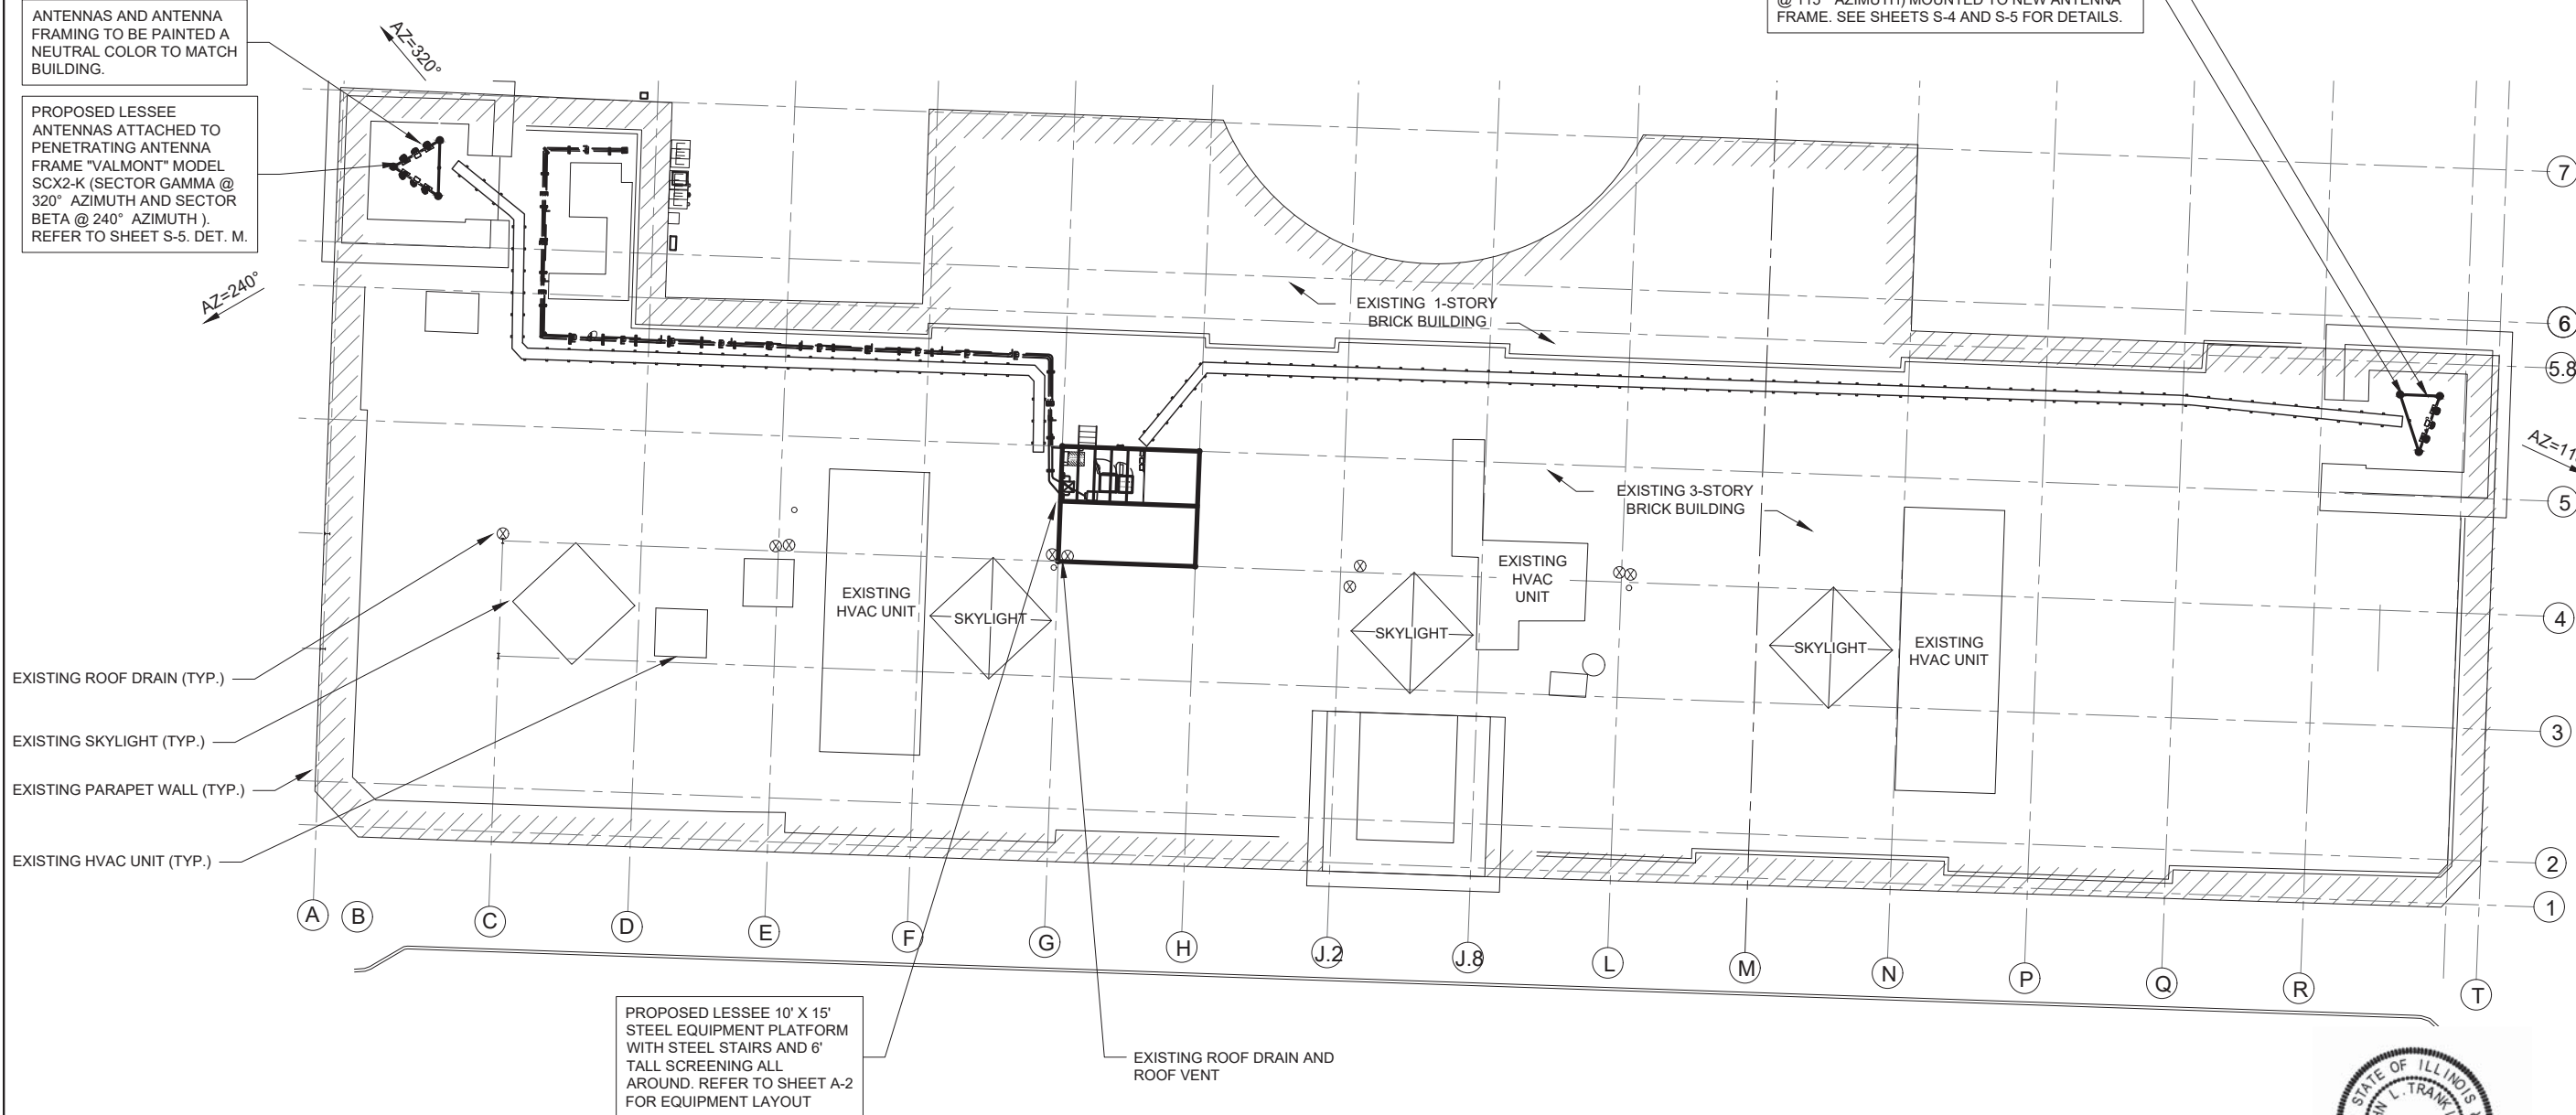 ANTENNAS AND ANTENNA
FRAMING TO BE PAINTED A
NEUTRAL COLOR TO MATCH
BUILDING.
PROPOSED LESSEE
ANTENNAS ATTACHED TO
PENETRATING ANTENNA
FRAME "VALMONT" MODEL
SCX2-K (SECTOR GAMMA @
320° AZIMUTH AND SECTOR
BETA @ 240° AZIMUTH ).
REFER TO SHEET S-5. DET. M.
AZ=320°
AZ=240°
@ 115° AZIMUTH) MOUNTED TO NEW ANTENNA
FRAME. SEE SHEETS S-4 AND S-5 FOR DETAILS.
7
6
5.8
5
4
3
2
1
EXISTING 1-STORY
BRICK BUILDING
EXISTING 3-STORY
BRICK BUILDING
EXISTING
HVAC UNIT
SKYLIGHT
SKYLIGHT
EXISTING
HVAC
UNIT
SKYLIGHT
EXISTING
HVAC UNIT
EXISTING ROOF DRAIN (TYP.)
EXISTING SKYLIGHT (TYP.)
EXISTING PARAPET WALL (TYP.)
EXISTING HVAC UNIT (TYP.)
A
B
C
D
E
F
G
H
J.2
J.8
L
M
N
P
Q
R
T
PROPOSED LESSEE 10' X 15'
STEEL EQUIPMENT PLATFORM
WITH STEEL STAIRS AND 6'
TALL SCREENING ALL
AROUND. REFER TO SHEET A-2
FOR EQUIPMENT LAYOUT
EXISTING ROOF DRAIN AND
ROOF VENT
STATE OF ILLINOIS